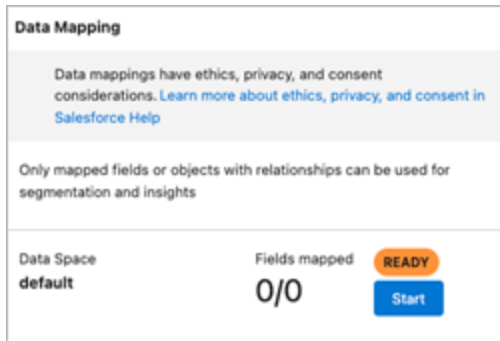 Data Mapping
Data mappings have ethics, privacy, and consent
considerations. Learn more about ethics, privacy, and consent in
Salesforce Help
Only mapped fields or objects with relationships can be used for
segmentation and insights
Data Space
default
Fields mapped
0/0
READY
Start